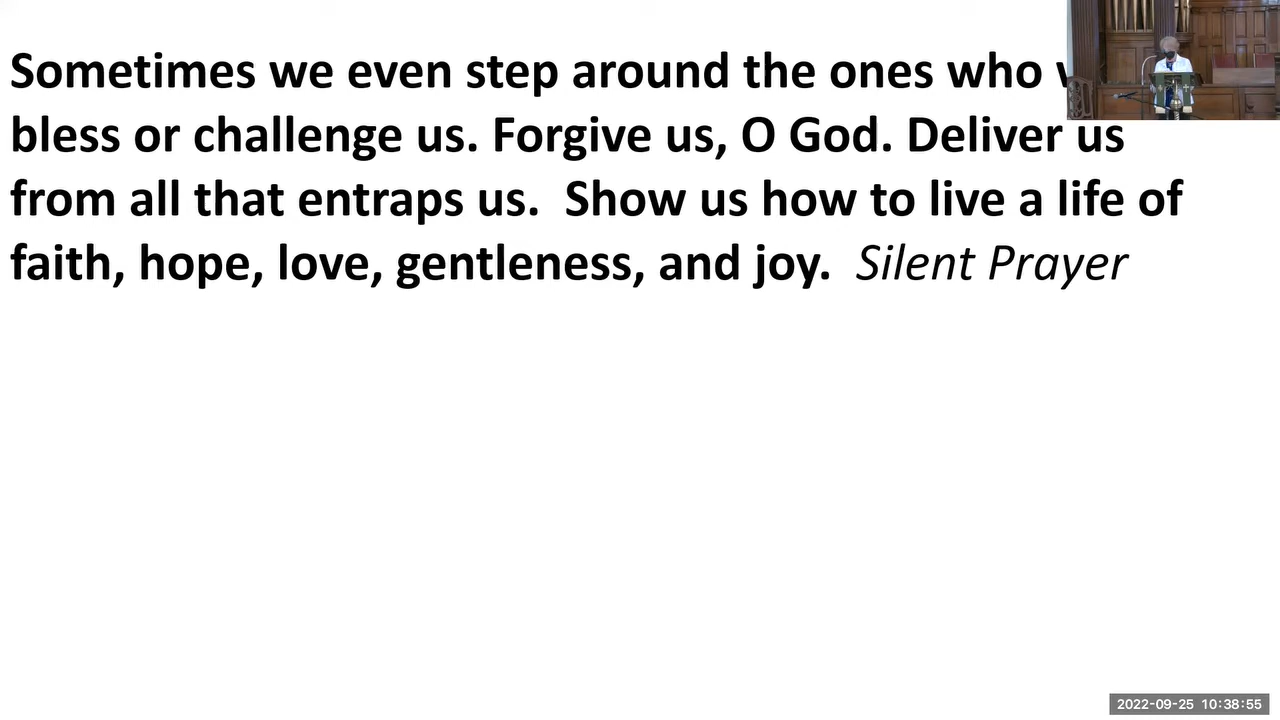 Sometimes we even step around the ones who
bless or challenge us. Forgive us, O God. Deliver us
from all that entraps us.  Show us how to live a life of
faith, hope, love, gentleness, and joy.  Silent Prayer
2022-09-25 10:38:55